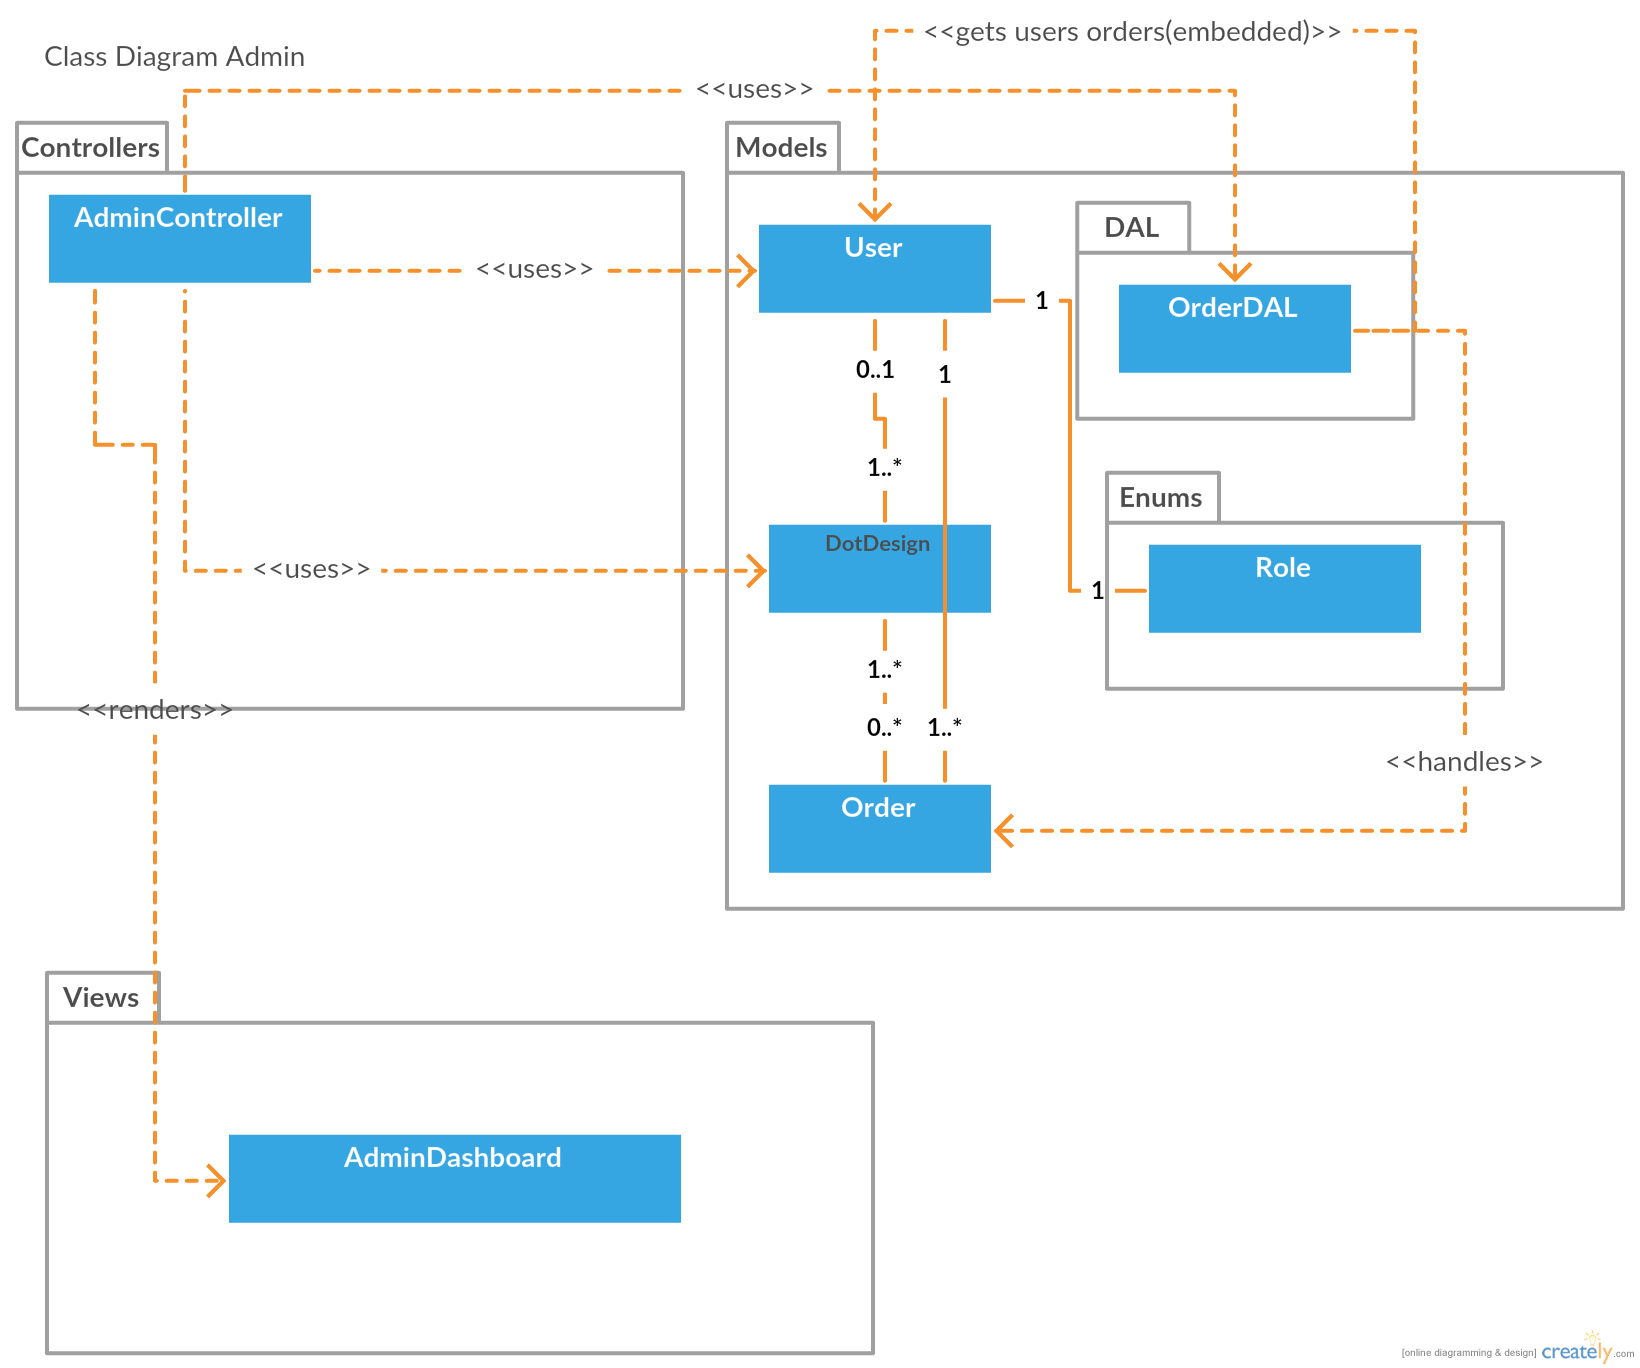 <<gets users orders(embedded)>>
Class Diagram Admin
<<uses>>
Controllers
Models
AdminController
DAL
User
<<uses>>
1
OrderDAL
0..1
1
1..*
Enums
DotDesign
Role
<<uses>>
1
1..*
<<renders>>
0..*
1..*
<<handles>>
Order
Views
AdminDashboard
[online diagramming & design] creately.com